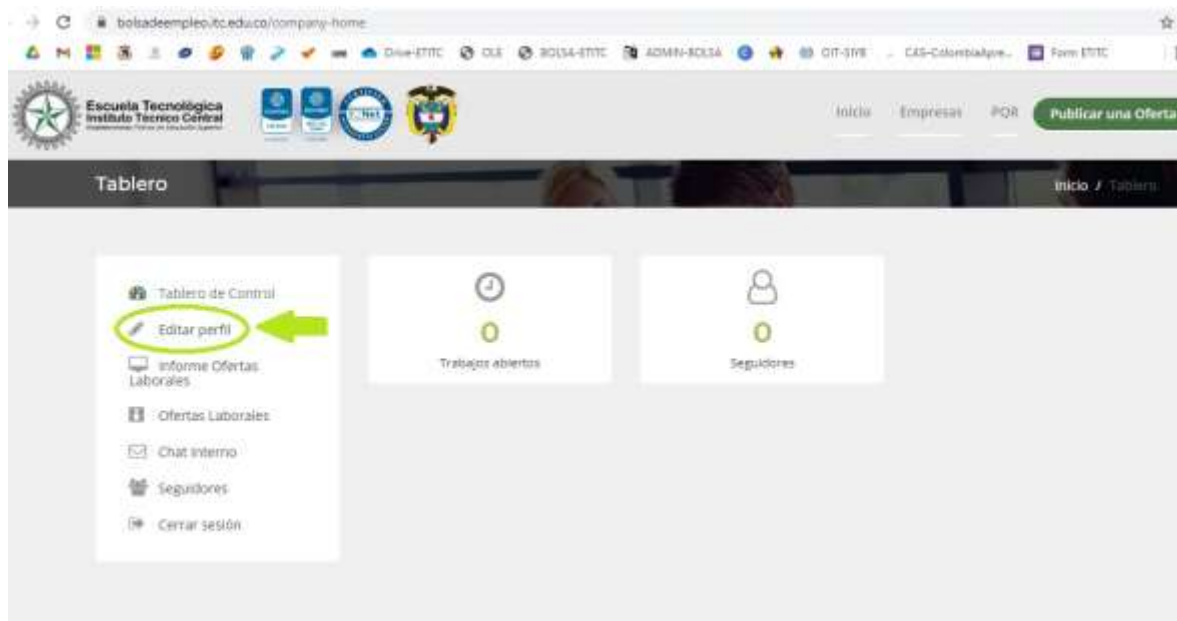 bolsadeempleo.itc.edu.co/company-home
Drive-ETITC OLE BOLSA-ETITC ADMIN-BOLSA Form ETITC
Escuela Tecnológica
Instituto Técnico Central
Inicio Empresas PQR Publicar una Oferta
Tablero
Inicio / Tablero
Tablero de Control
Editar perfil
Informe Ofertas
Laborales
Ofertas Laborales
Chat Interno
Seguidores
Cerrar sesión
0
Trabajos abiertos
0
Seguidores